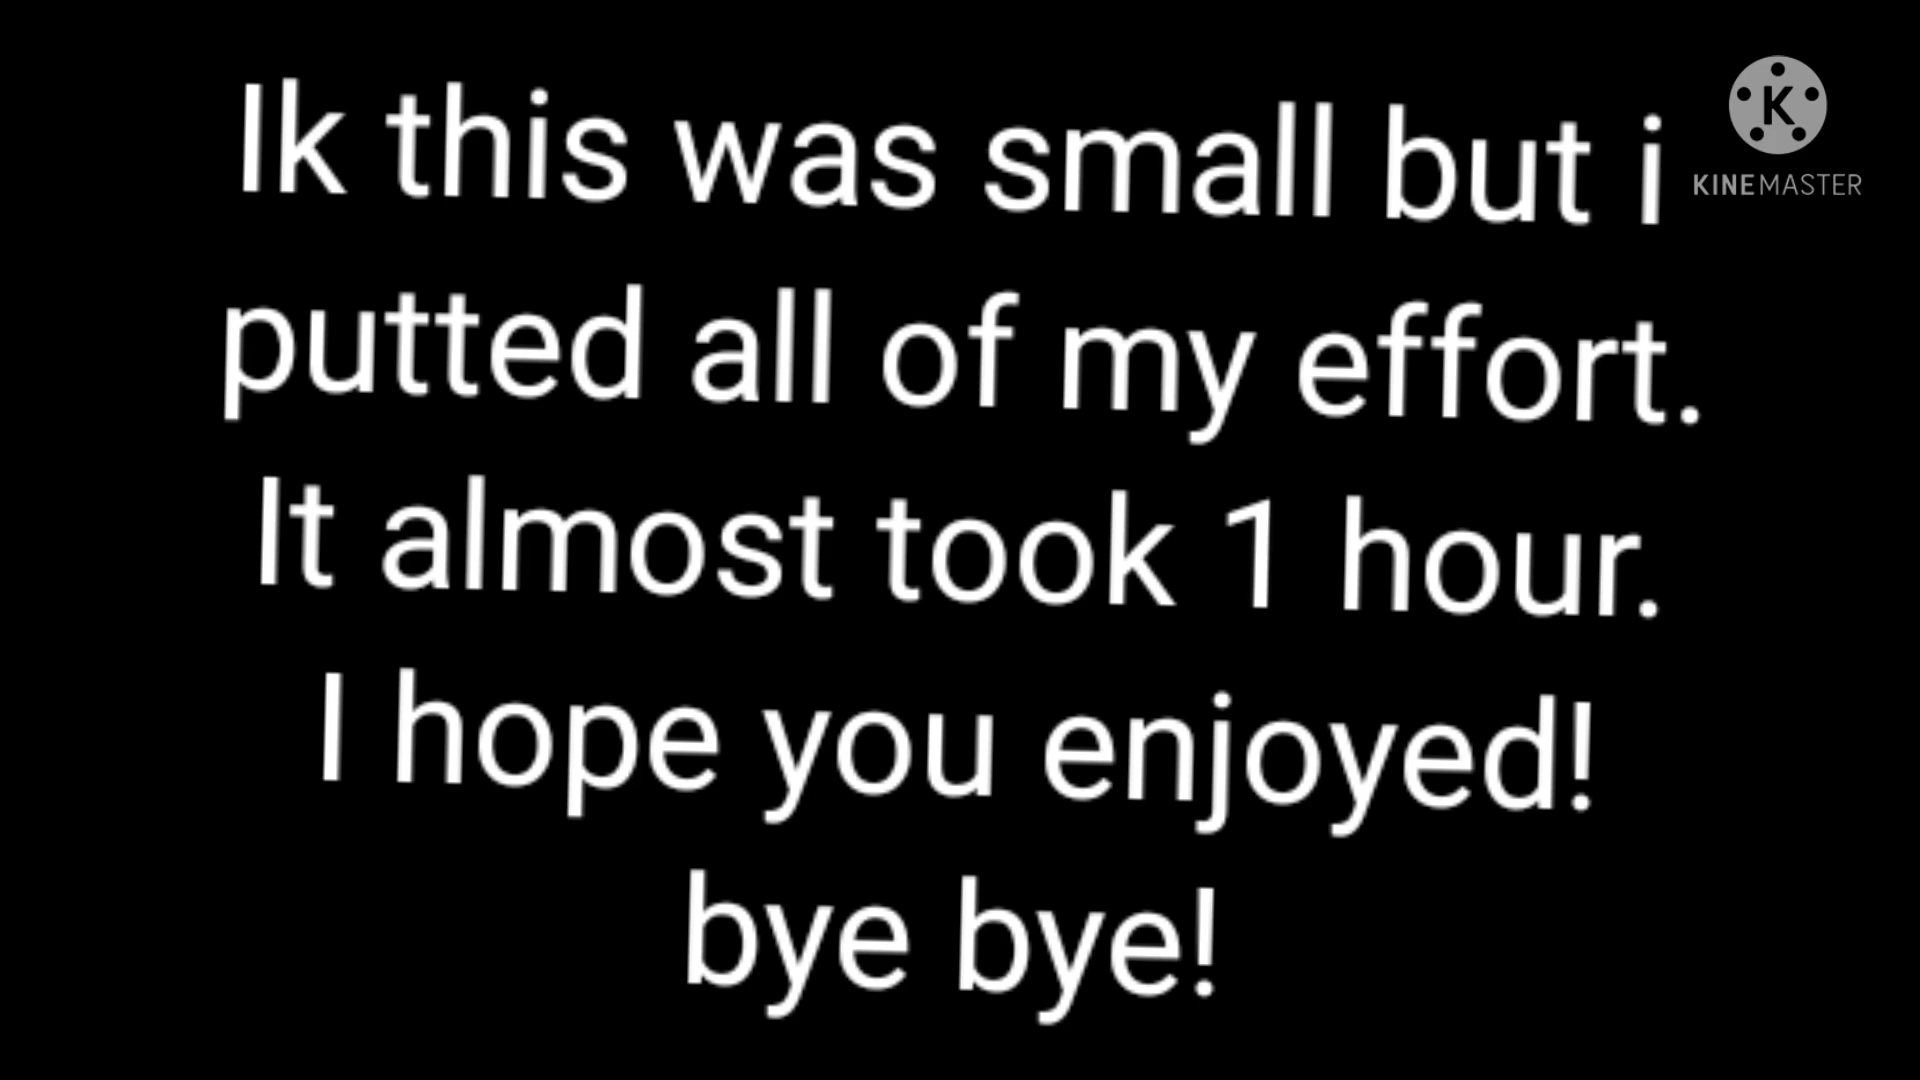 Ik this was small but i
putted all of my effort.
It almost took 1 hour.
I hope you enjoyed!
bye bye!
K
KINEMASTER